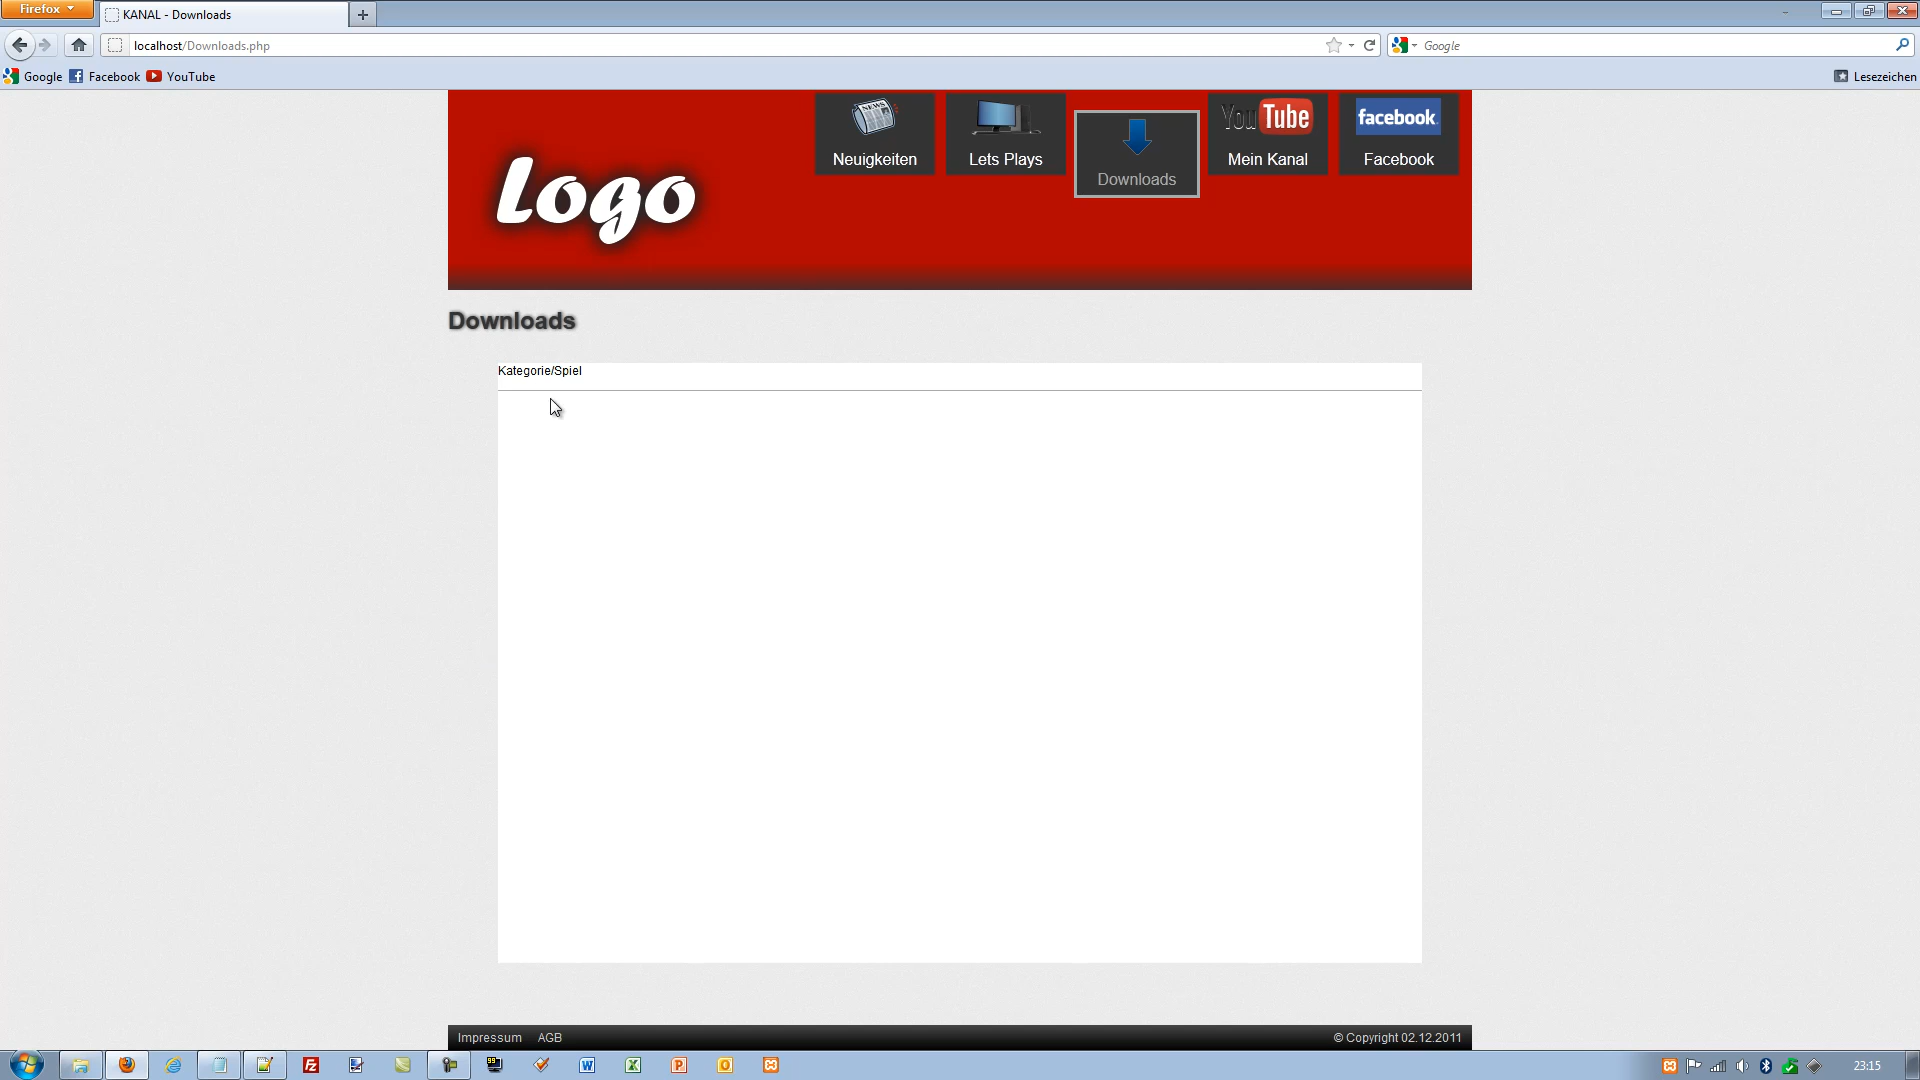 Firefox
KANAL - Downloads
localhost/Downloads.php
Google
Google
Facebook
YouTube
Lesezeichen
Logo
NEWS
Neuigkeiten
Lets Plays
Downloads
YouTube
Mein Kanal
facebook
Facebook
Downloads
Kategorie/Spiel
Impressum
AGB
© Copyright 02.12.2011
23:15